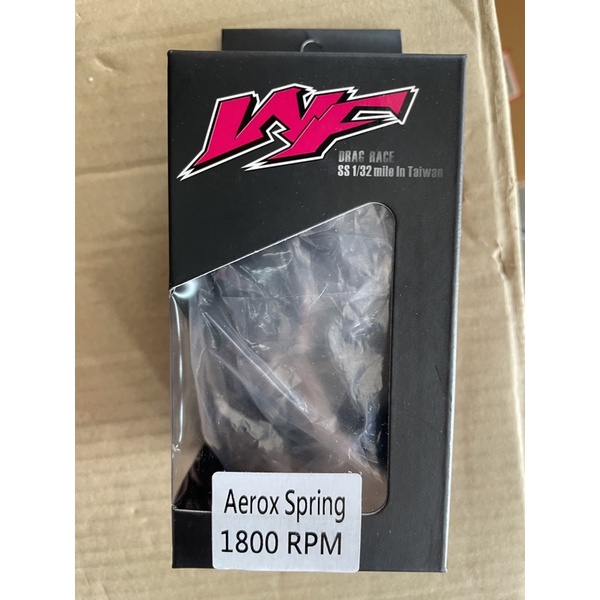 WF
DRAG RACE
SS 1/32 mile In Taiwan
Aerox Spring
1800 RPM